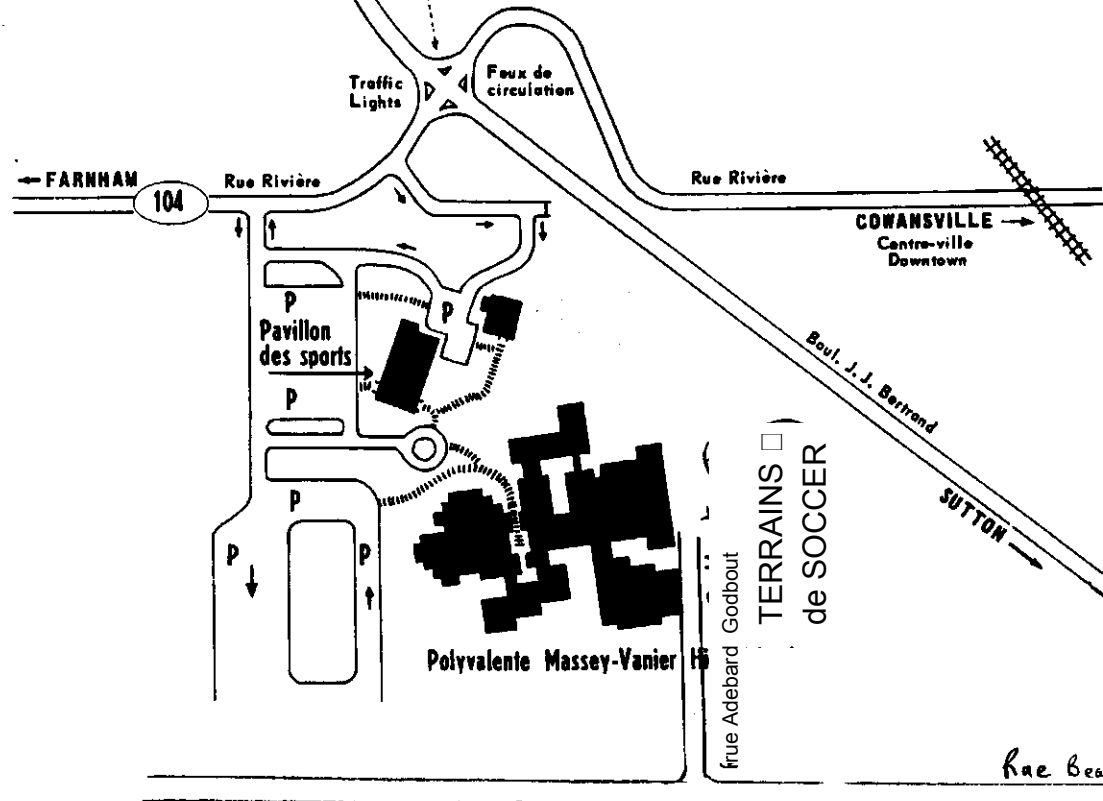 Traffic
Lights
Feux de
circulation
FARNHAM
104
Rue Rivière
Rue Rivière
COWANSVILLE
Centre-ville
Downtown
P
P
Pavillon
des sports
P
Boul. J.J. Bertrand
SUTTON
P
P
P
TERRAINS
de SOCCER
rue Adebard Godbout
Polyvalente Massey-Vanier
Rue